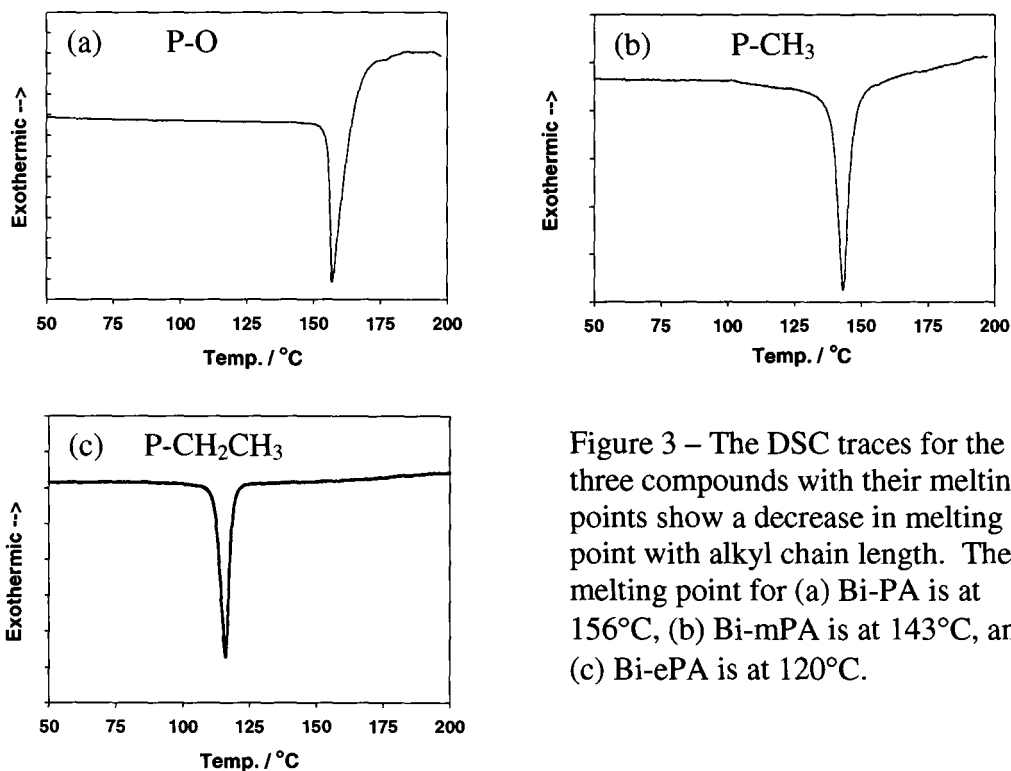 (a) P-O
Exothermic -->
50 75 100 125 150 175 200
Temp. / °C
(b) P-CH₃
Exothermic -->
50 75 100 125 150 175 200
Temp. / °C
(c) P-CH₂CH₃
Exothermic -->
50 75 100 125 150 175 200
Temp. / °C
Figure 3 – The DSC traces for the
three compounds with their meltin
points show a decrease in melting
point with alkyl chain length. The
melting point for (a) Bi-PA is at
156°C, (b) Bi-mPA is at 143°C, an
(c) Bi-ePA is at 120°C.